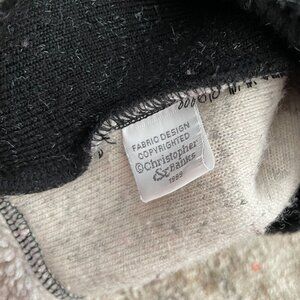 FABRIC DESIGN
COPYRIGHTED
©Christopher
& Banks
1989